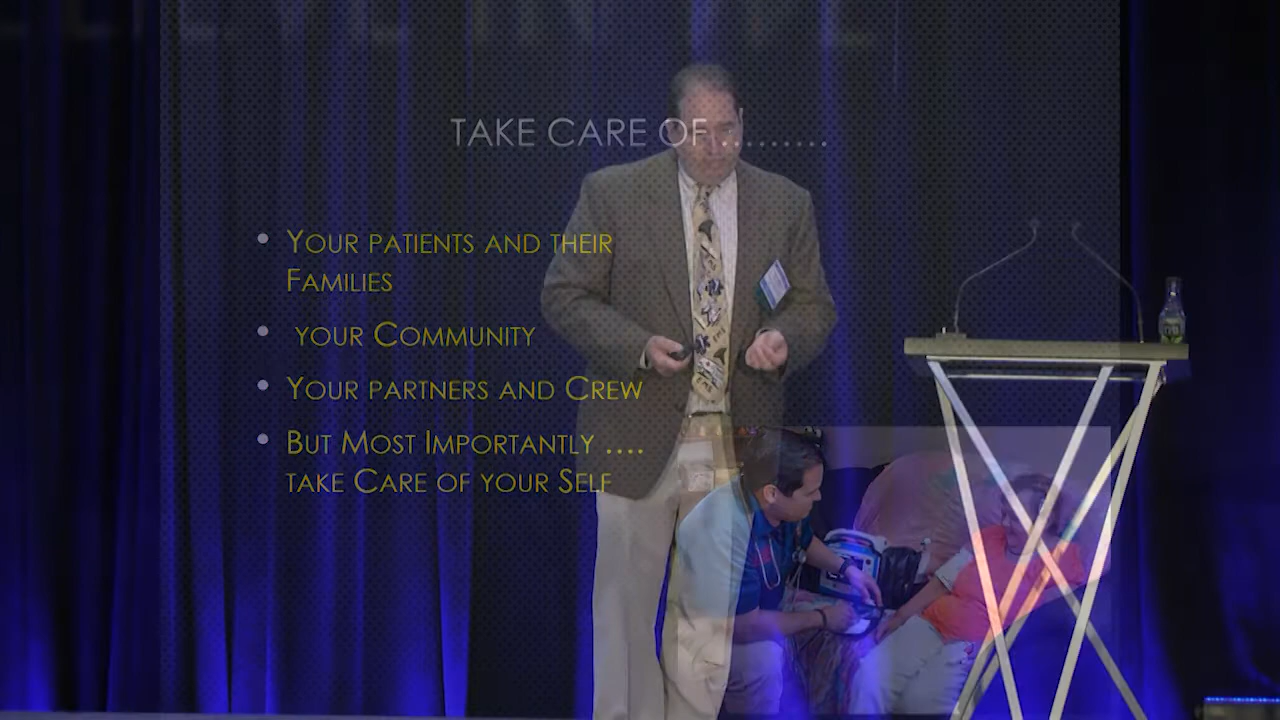 TAKE CARE OF .........
• YOUR PATIENTS AND THEIR
FAMILIES
• YOUR COMMUNITY
• YOUR PARTNERS AND CREW
• BUT MOST IMPORTANTLY ....
TAKE CARE OF YOUR SELF